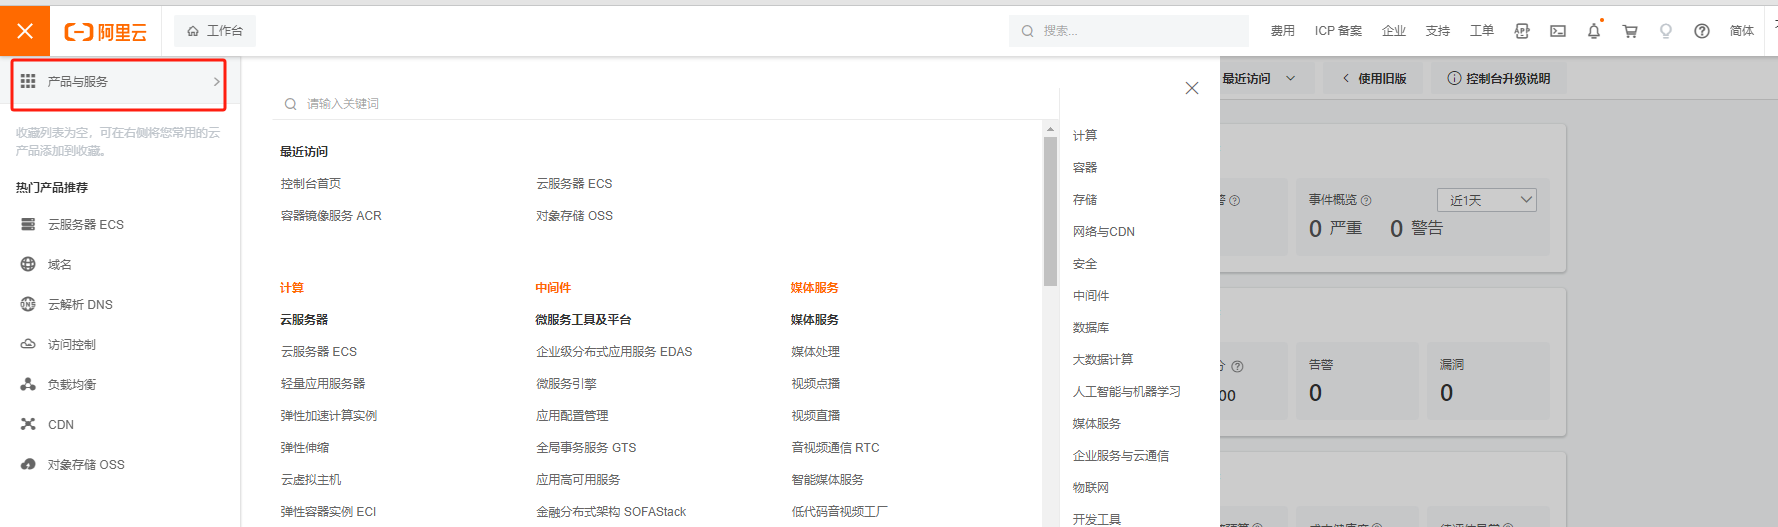 阿里云
工作台
搜索...
费用
ICP 备案
企业
支持
工单
简体
产品与服务
收藏列表为空，可在右侧将您常用的云
产品添加到收藏。
热门产品推荐
云服务器 ECS
域名
云解析 DNS
访问控制
负载均衡
CDN
对象存储 OSS
请输入关键词
最近访问
控制台首页
云服务器 ECS
容器镜像服务 ACR
对象存储 OSS
计算
云服务器
云服务器 ECS
轻量应用服务器
弹性加速计算实例
弹性伸缩
云虚拟主机
弹性容器实例 ECI
中间件
微服务工具及平台
企业级分布式应用服务 EDAS
微服务引擎
应用配置管理
全局事务服务 GTS
应用高可用服务
金融分布式架构 SOFAStack
媒体服务
媒体服务
媒体处理
视频点播
视频直播
音视频通信 RTC
智能媒体服务
低代码音视频工厂
计算
容器
存储
网络与CDN
安全
中间件
数据库
大数据计算
人工智能与机器学习
媒体服务
企业服务与云通信
物联网
开发工具
最近访问
使用旧版
控制台升级说明
事件概览
近1天
0 严重
0 警告
00
告警
0
漏洞
0